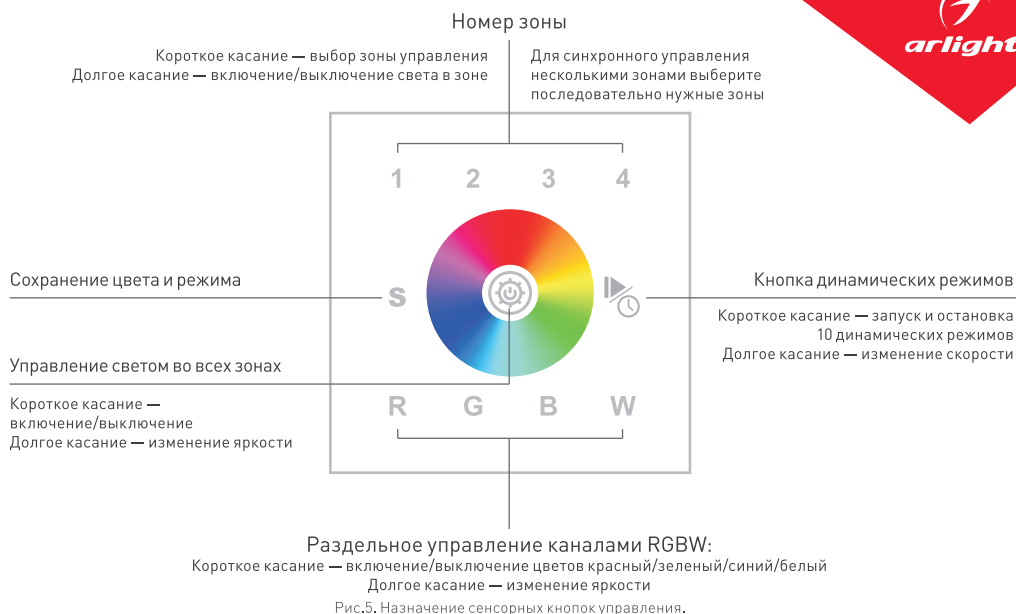 Номер зоны
Короткое касание — выбор зоны управления
Долгое касание — включение/выключение света в зоне
Для синхронного управления
несколькими зонами выберите
последовательно нужные зоны
arlight
1 2 3 4
Сохранение цвета и режима
S
Кнопка динамических режимов
Короткое касание — запуск и остановка
10 динамических режимов
Долгое касание — изменение скорости
Управление светом во всех зонах
Короткое касание —
включение/выключение
Долгое касание — изменение яркости
R G B W
Раздельное управление каналами RGBW:
Короткое касание — включение/выключение цветов красный/зеленый/синий/белый
Долгое касание — изменение яркости
Рис.5. Назначение сенсорных кнопок управления.